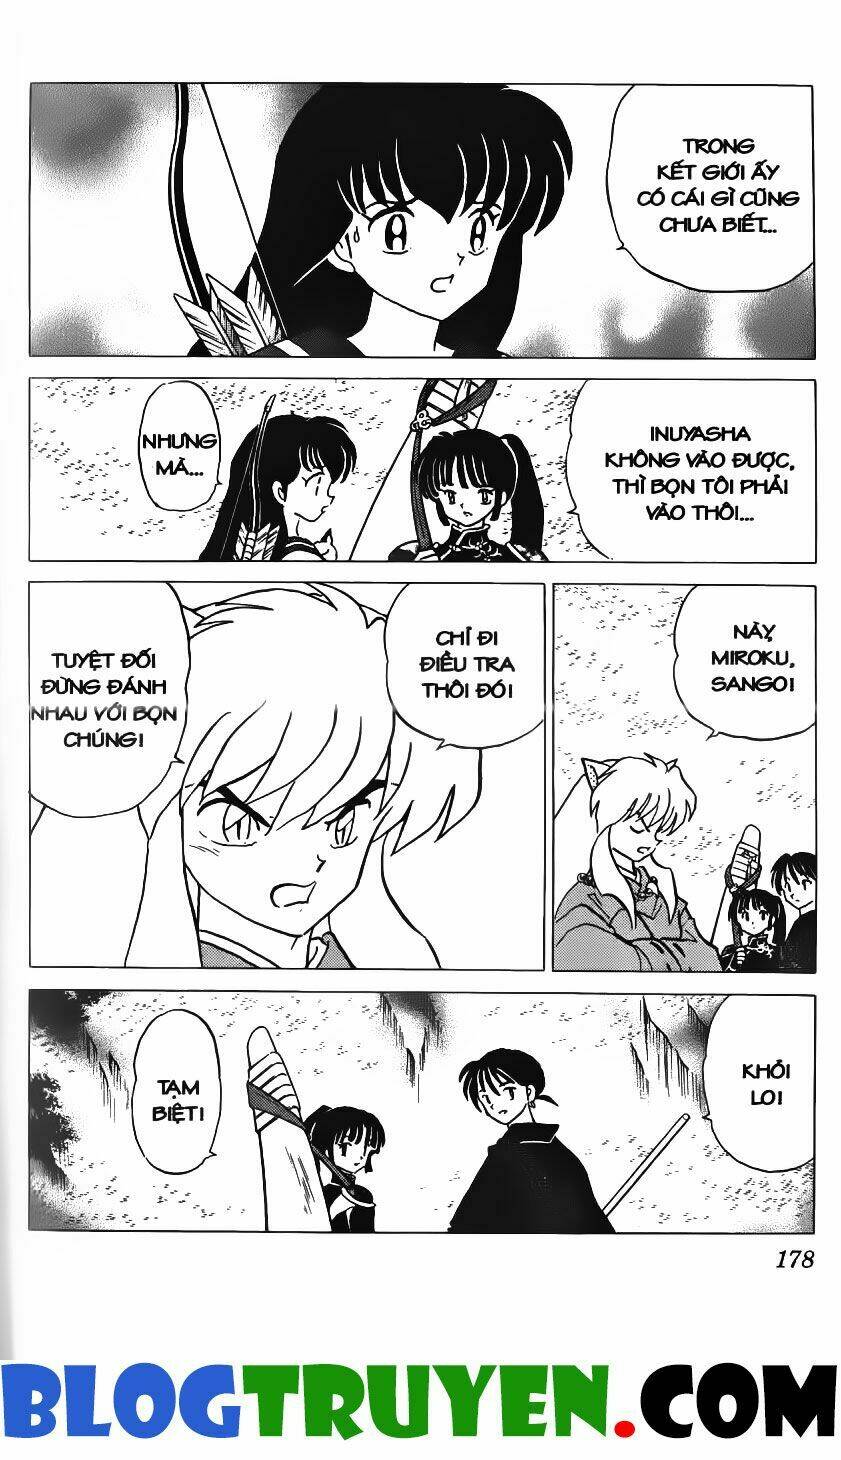 TRONG
KẾT GIỚI ẤY
CÓ CÁI GÌ CŨNG
CHƯA BIẾT...
INUYASHA
KHÔNG VÀO ĐƯỢC,
THÌ BỌN TÔI PHẢI
VÀO THÔI...
NHƯNG
MÀ...
NÀY,
MIROKU,
SANGO!
CHỈ ĐI
ĐIỀU TRA
THÔI ĐÓ!
TUYỆT ĐỐI
ĐỪNG ĐÁNH
NHAU VỚI BỌN
CHÚNG!
KHỎI
LO!
TẠM
BIỆT!
178
BLOGTRUYEN.COM